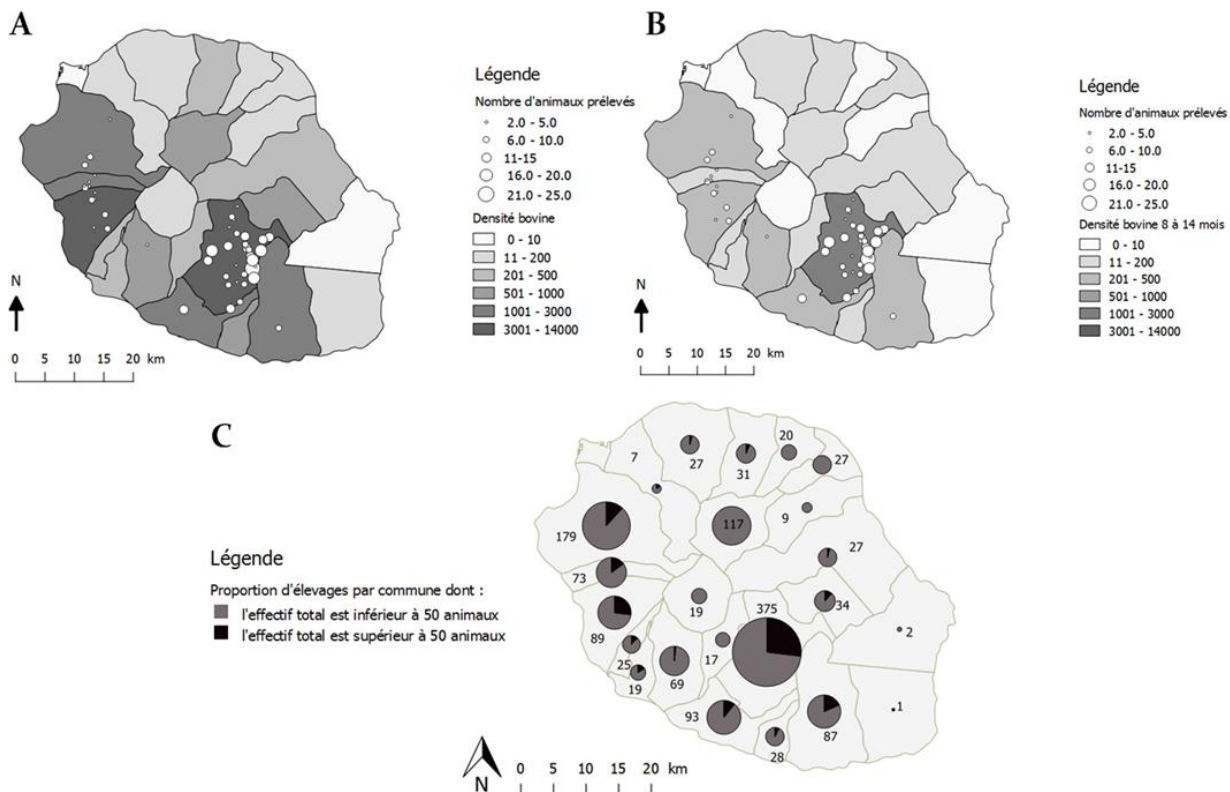 A
Légende
Nombre d'animaux prélevés
2.0 - 5.0
6.0 - 10.0
11-15
16.0 - 20.0
21.0 - 25.0
Densité bovine
0 - 10
11 - 200
201 - 500
501 - 1000
1001 - 3000
3001 - 14000
N
0 5 10 15 20 km
B
Légende
Nombre d'animaux prélevés
2.0 - 5.0
6.0 - 10.0
11-15
16.0 - 20.0
21.0 - 25.0
Densité bovine 8 à 14 mois
0 - 10
11 - 200
201 - 500
501 - 1000
1001 - 3000
3001 - 14000
N
0 5 10 15 20 km
C
Légende
Proportion d'élevages par commune dont :
l'effectif total est inférieur à 50 animaux
l'effectif total est supérieur à 50 animaux
20
7
27
31
27
117
9
179
27
73
19
375
34
89
2
25
17
19
69
1
93
87
28
N
0 5 10 15 20 km